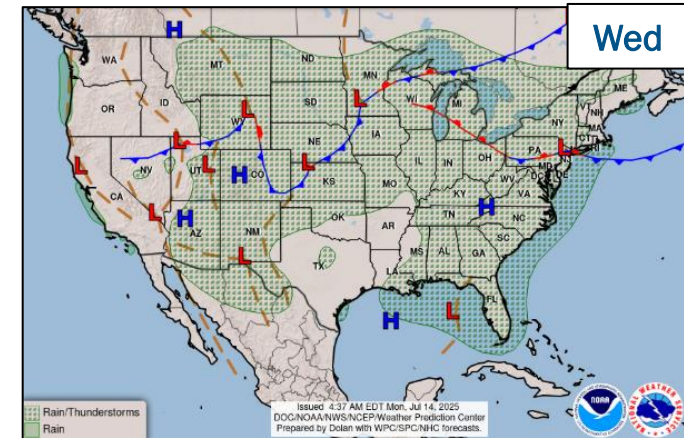 Wed
H
WA
MT
ND
MN
ME
OR
ID
WY
SD
WI
MI
NY
VT
NH
MA
CT
RI
L
L
L
NE
IA
PA
L
NJ
NV
UT
L
H
CO
L
KS
MO
IL
IN
OH
WV
MD
DC
DE
VA
KY
L
CA
L
H
AZ
NM
OK
AR
TN
H
NC
SC
L
TX
LA
MS
AL
GA
FL
H
L
Rain/Thunderstorms
Rain
Issued 4:37 AM EDT Mon, Jul 14, 2025
DOC/NOAA/NWS/NCEP/Weather Prediction Center
Prepared by Dolan with WPC/SPC/NHC forecasts.
NOAA
NATIONAL WEATHER SERVICE